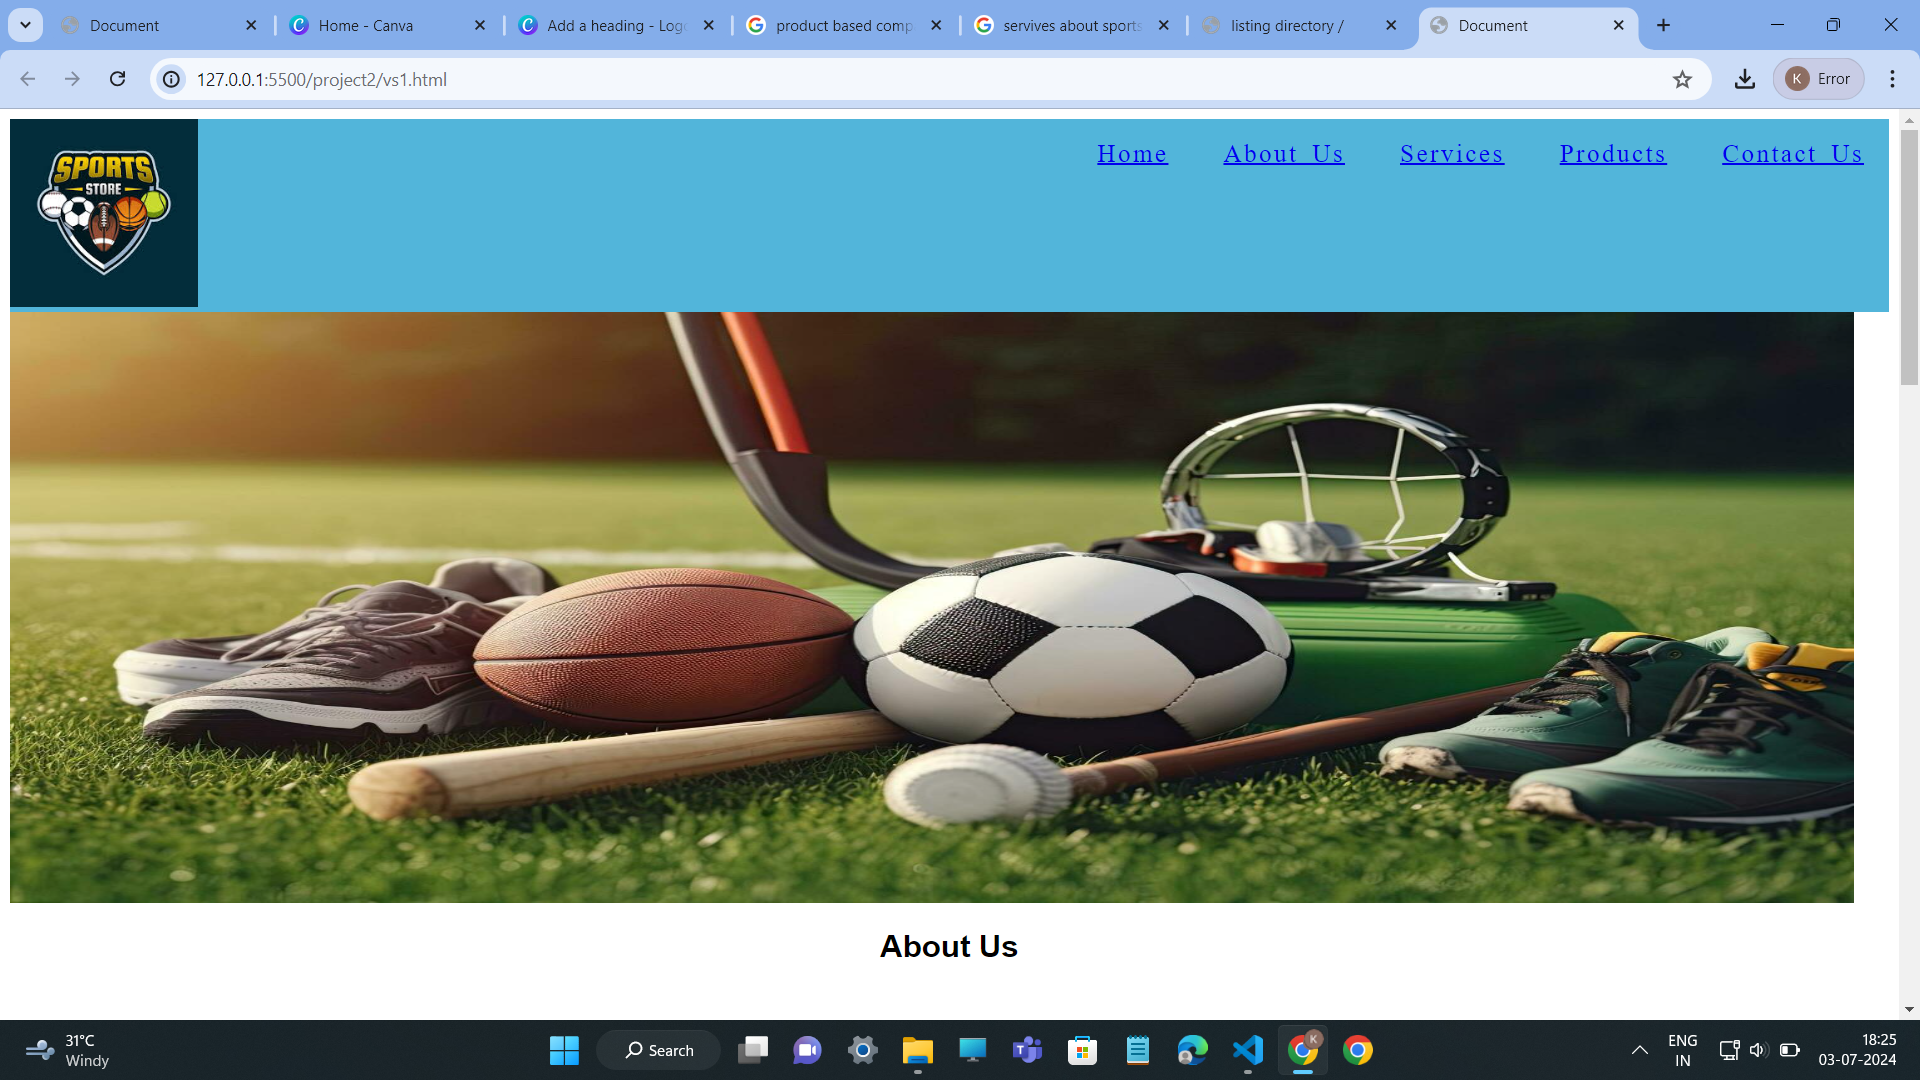 Document
Home - Canva
Add a heading - Logo
product based comp
servives about sports
listing directory /
Document
127.0.0.1:5500/project2/vs1.html
K Error
SPORTS
STORE
Home About Us Services Products Contact Us
About Us
31°C
Windy
Search
K
ENG
IN
18:25
03-07-2024